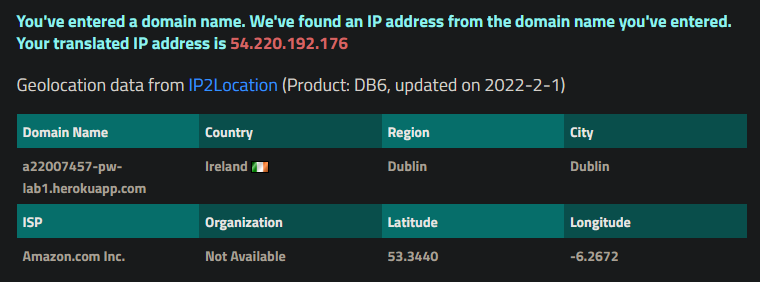 You've entered a domain name. We've found an IP address from the domain name you've entered.
Your translated IP address is 54.220.192.176
Geolocation data from IP2Location (Product: DB6, updated on 2022-2-1)
Domain Name Country Region City
a22007457-pw- Ireland Dublin Dublin
lab1.herokuapp.com
ISP Organization Latitude Longitude
Amazon.com Inc. Not Available 53.3440 -6.2672